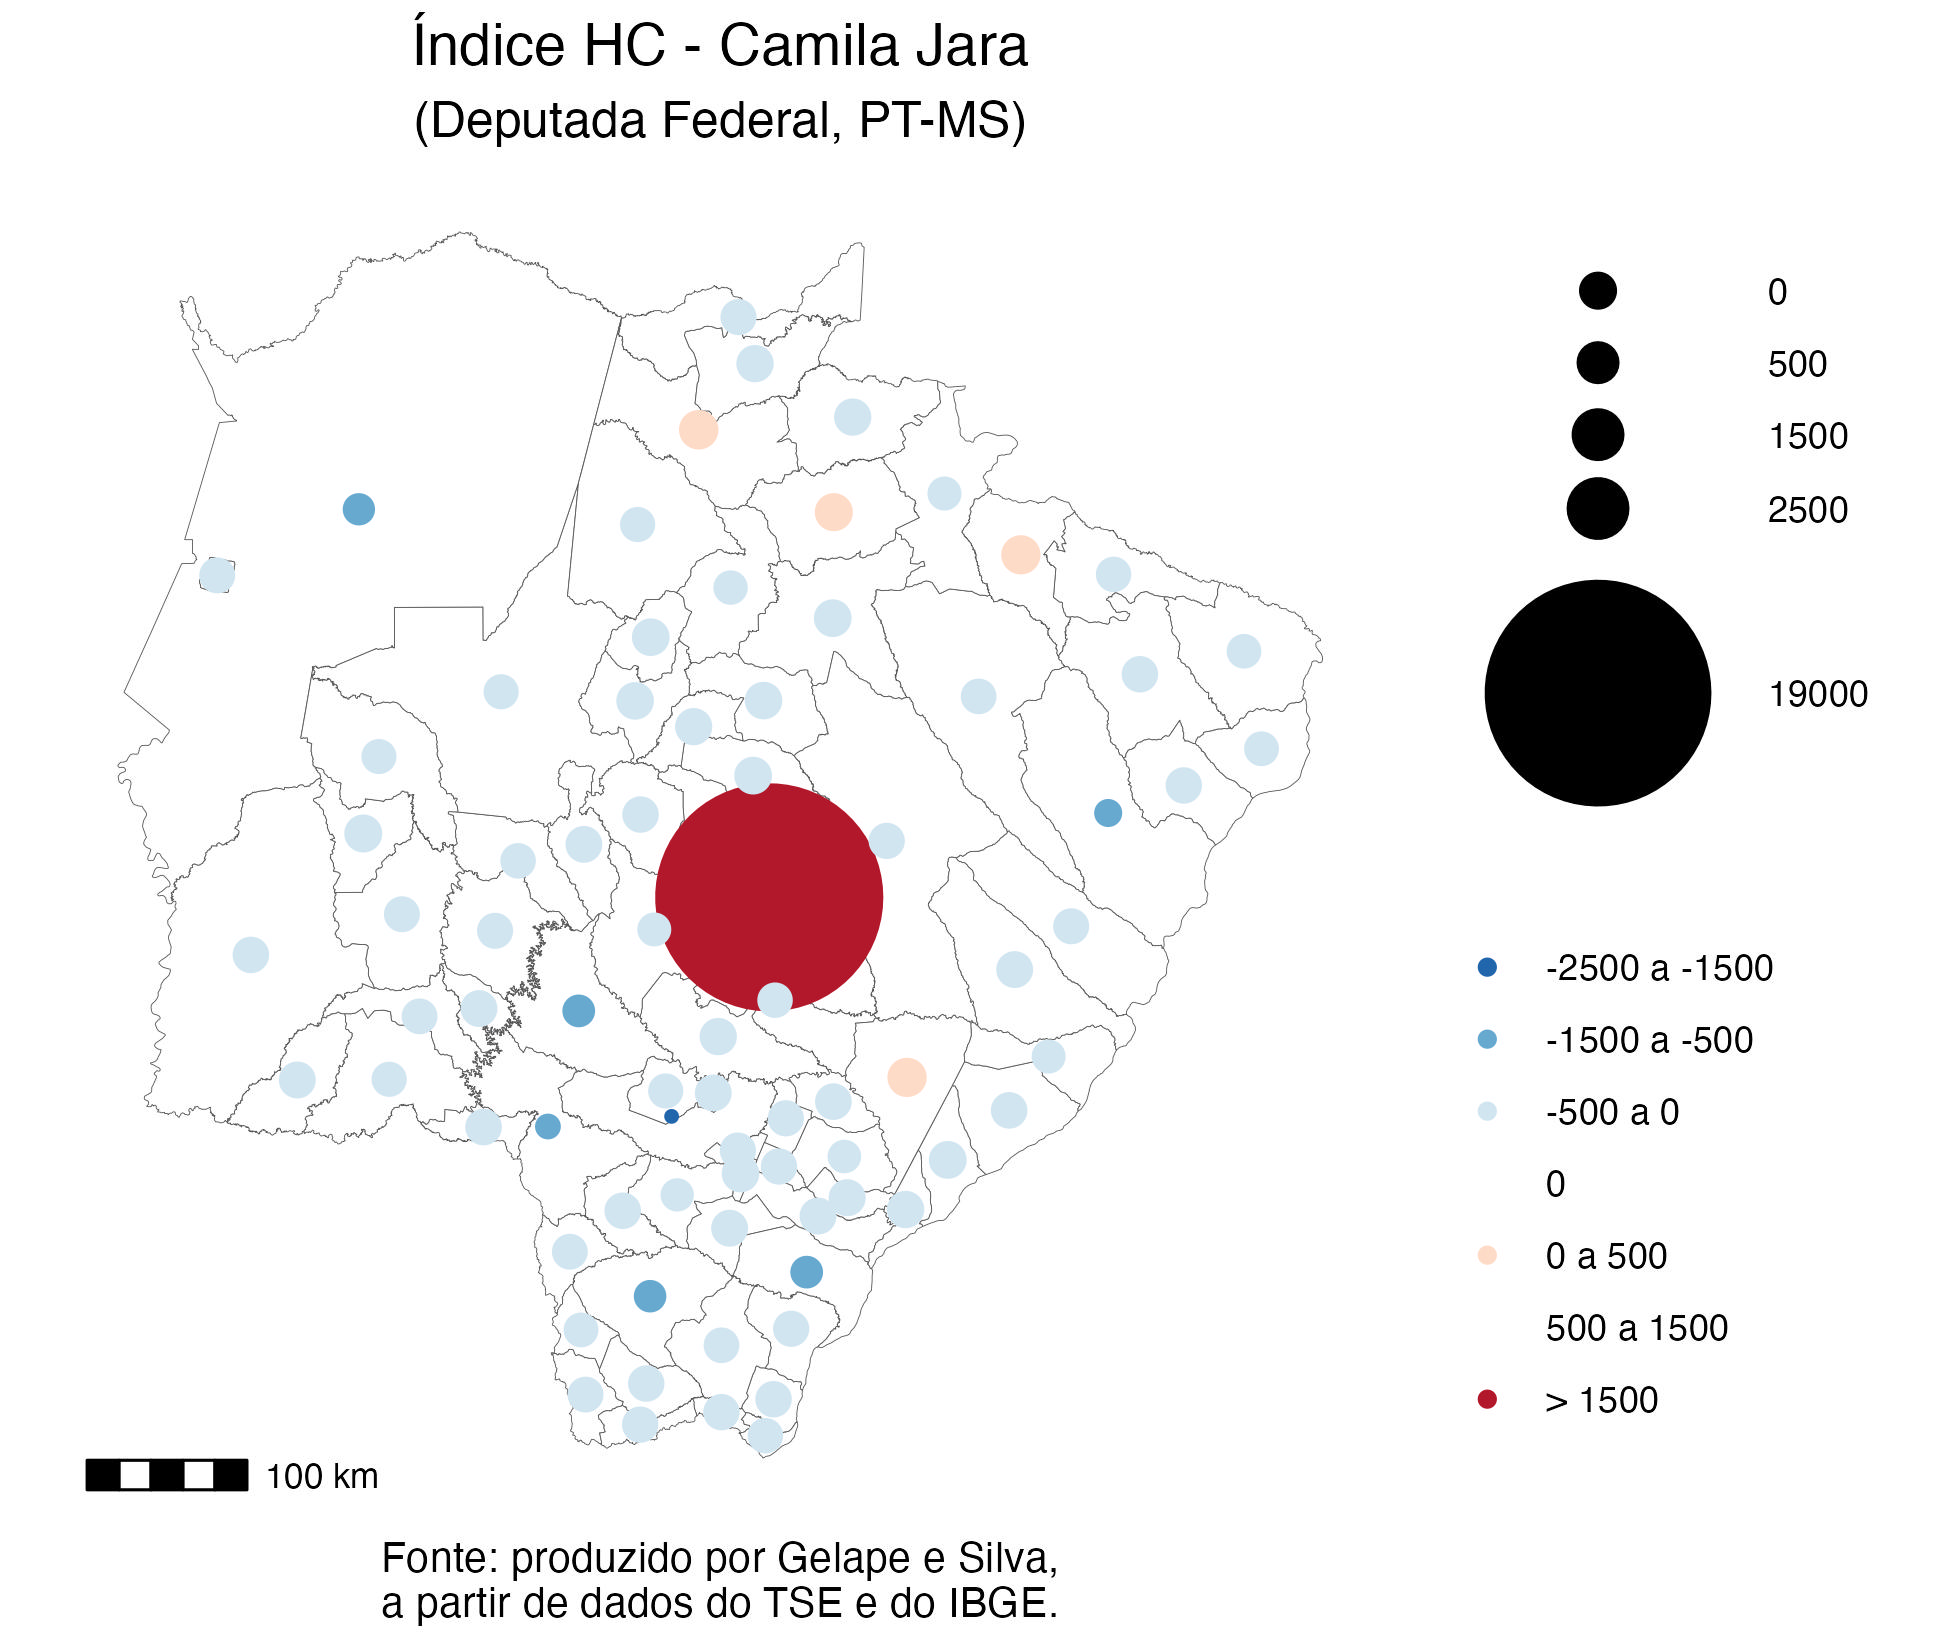 Índice HC - Camila Jara
(Deputada Federal, PT-MS)
0
500
1500
2500
19000
-2500 a -1500
-1500 a -500
-500 a 0
0
0 a 500
500 a 1500
> 1500
100 km
Fonte: produzido por Gelape e Silva,
a partir de dados do TSE e do IBGE.